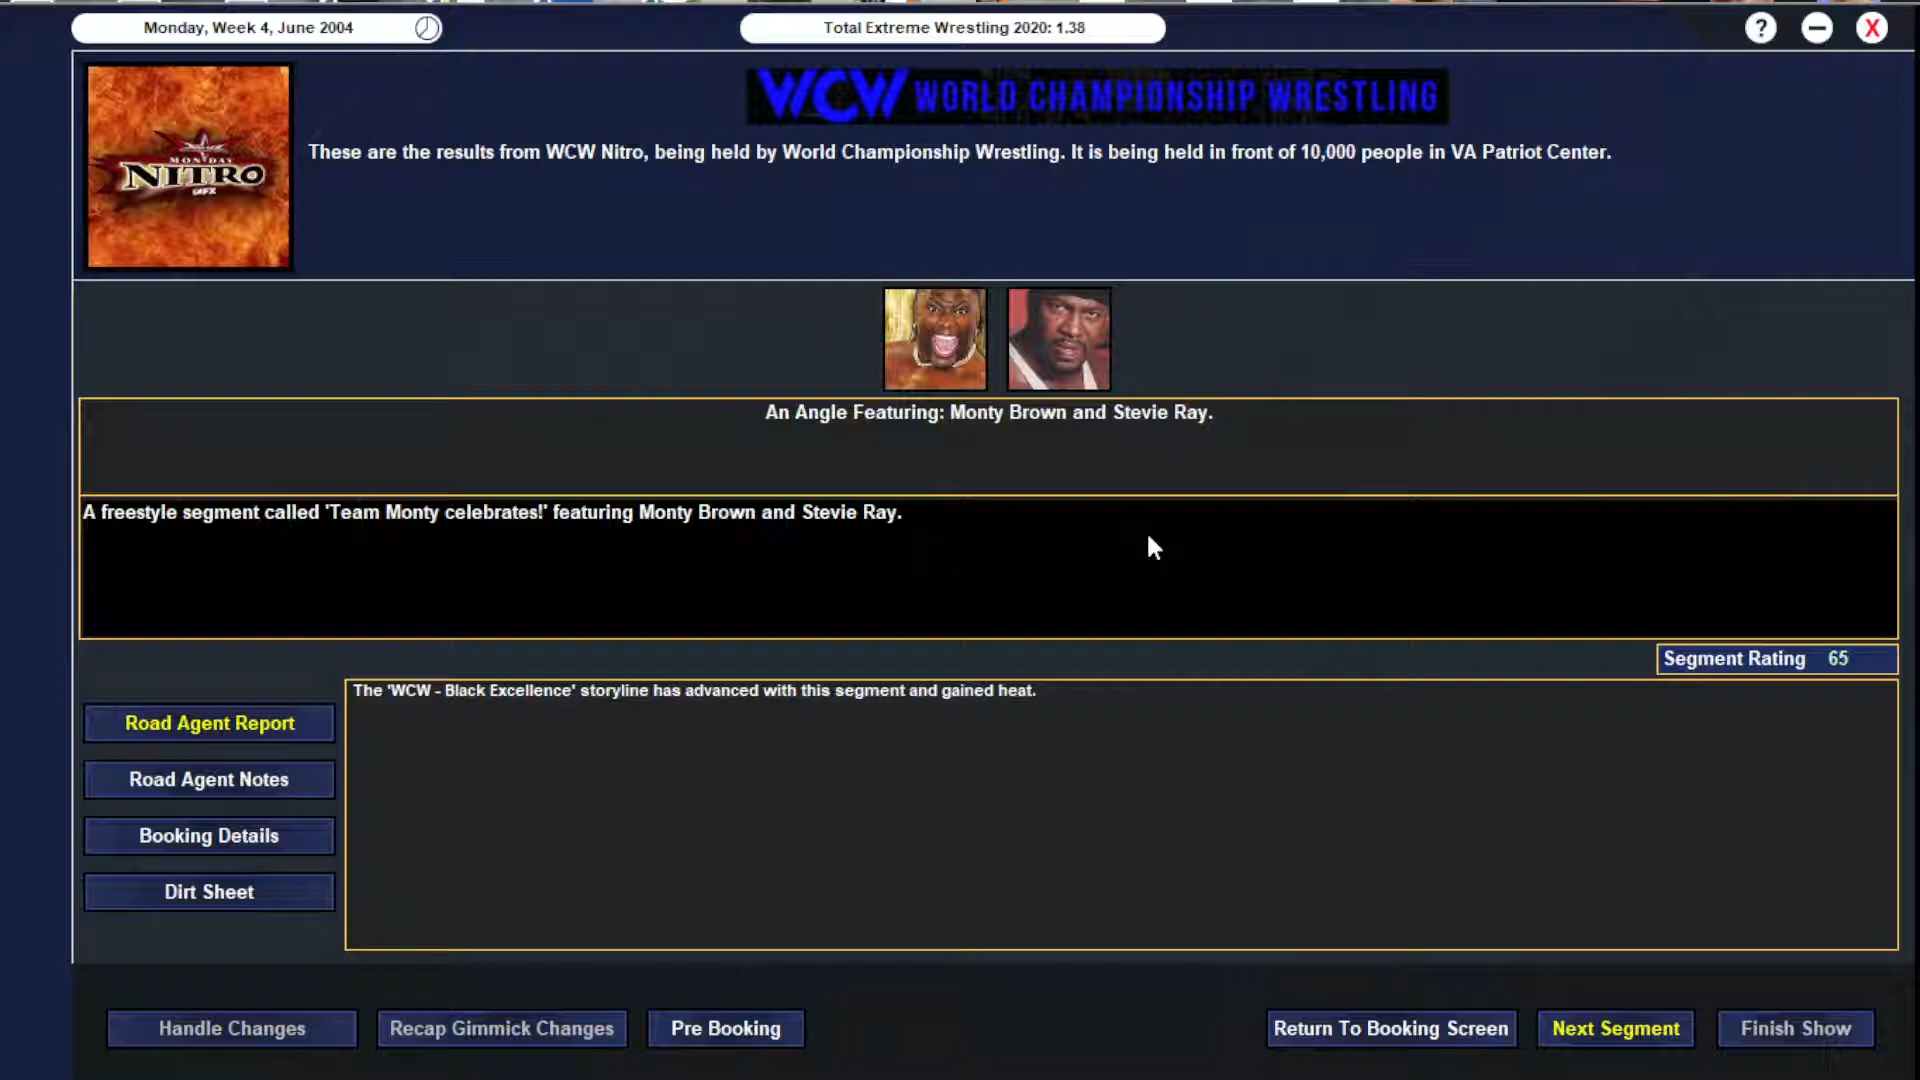 Monday, Week 4, June 2004
Total Extreme Wrestling 2020: 1.38
?
X
WCW WORLD CHAMPIONSHIP WRESTLING
MONDAY
NITRO
These are the results from WCW Nitro, being held by World Championship Wrestling. It is being held in front of 10,000 people in VA Patriot Center.
An Angle Featuring: Monty Brown and Stevie Ray.
A freestyle segment called 'Team Monty celebrates!' featuring Monty Brown and Stevie Ray.
Segment Rating 65
The 'WCW - Black Excellence' storyline has advanced with this segment and gained heat.
Road Agent Report
Road Agent Notes
Booking Details
Dirt Sheet
Handle Changes
Recap Gimmick Changes
Pre Booking
Return To Booking Screen
Next Segment
Finish Show